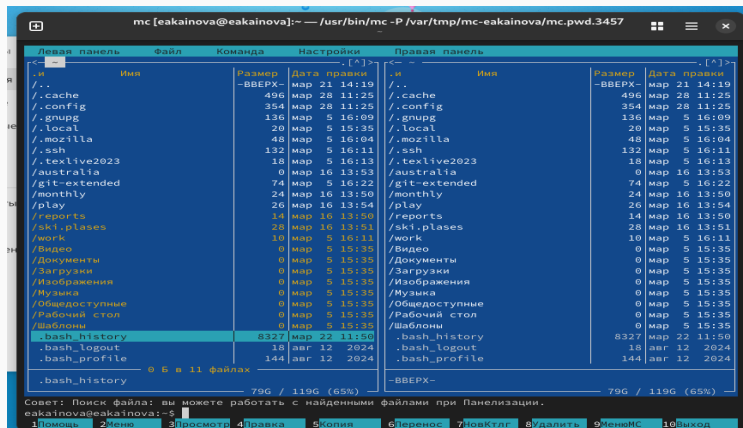 mc [eakainova@eakainova]:~ — /usr/bin/mc -P /var/tmp/mc-eakainova/mc.pwd.3457
Левая панель Файл Команда Настройки Правая панель
<— ~ .[^]>
.и Имя Размер Дата правки
/.. -ВВЕРХ- мар 21 14:19
/.cache 496 мар 28 11:25
/.config 354 мар 28 11:25
/.gnupg 136 мар 5 16:09
/.local 20 мар 5 15:35
/.mozilla 48 мар 5 16:04
/.ssh 132 мар 5 16:11
/.texlive2023 18 мар 5 16:13
/australia 0 мар 16 13:53
/git-extended 74 мар 5 16:22
/monthly 24 мар 16 13:50
/play 26 мар 16 13:54
/reports 14 мар 16 13:50
/ski.plases 28 мар 16 13:51
/work 10 мар 5 16:11
/Видео 0 мар 5 15:35
/Документы 0 мар 5 15:35
/Загрузки 0 мар 5 15:35
/Изображения 0 мар 5 15:35
/Музыка 0 мар 5 15:35
/Общедоступные 0 мар 5 15:35
/Рабочий стол 0 мар 5 15:35
/Шаблоны 0 мар 5 15:35
.bash_history 8327 мар 22 11:50
.bash_logout 18 авг 12 2024
.bash_profile 144 авг 12 2024
0 Б в 11 файлах
.bash_history
79G / 119G (65%)
<— ~ .[^]>
.и Имя Размер Дата правки
/.. -ВВЕРХ- мар 21 14:19
/.cache 496 мар 28 11:25
/.config 354 мар 28 11:25
/.gnupg 136 мар 5 16:09
/.local 20 мар 5 15:35
/.mozilla 48 мар 5 16:04
/.ssh 132 мар 5 16:11
/.texlive2023 18 мар 5 16:13
/australia 0 мар 16 13:53
/git-extended 74 мар 5 16:22
/monthly 24 мар 16 13:50
/play 26 мар 16 13:54
/reports 14 мар 16 13:50
/ski.plases 28 мар 16 13:51
/work 10 мар 5 16:11
/Видео 0 мар 5 15:35
/Документы 0 мар 5 15:35
/Загрузки 0 мар 5 15:35
/Изображения 0 мар 5 15:35
/Музыка 0 мар 5 15:35
/Общедоступные 0 мар 5 15:35
/Рабочий стол 0 мар 5 15:35
/Шаблоны 0 мар 5 15:35
.bash_history 8327 мар 22 11:50
.bash_logout 18 авг 12 2024
.bash_profile 144 авг 12 2024
-ВВЕРХ-
79G / 119G (65%)
Совет: Поиск файла: вы можете работать с найденными файлами при Панелизации.
eakainova@eakainova:~$
1Помощь 2Меню 3Просмотр 4Правка 5Копия 6Перенос 7НовКтлг 8Удалить 9МенюМС 10Выход